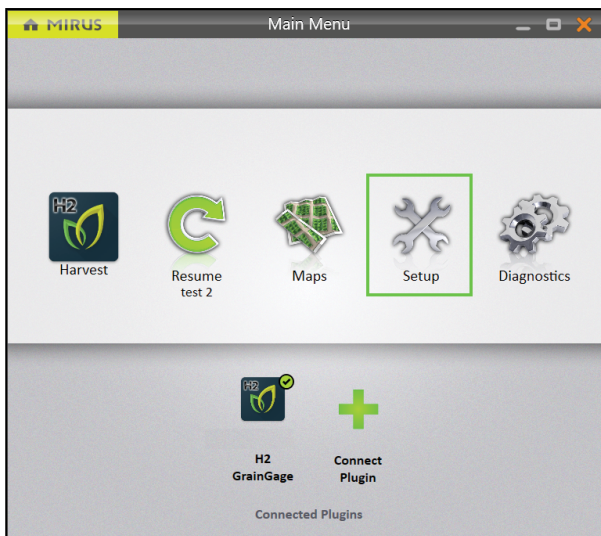 MIRUS
Main Menu
H2
Harvest
Resume
test 2
Maps
Setup
Diagnostics
H2
H2
GrainGage
Connect
Plugin
Connected Plugins